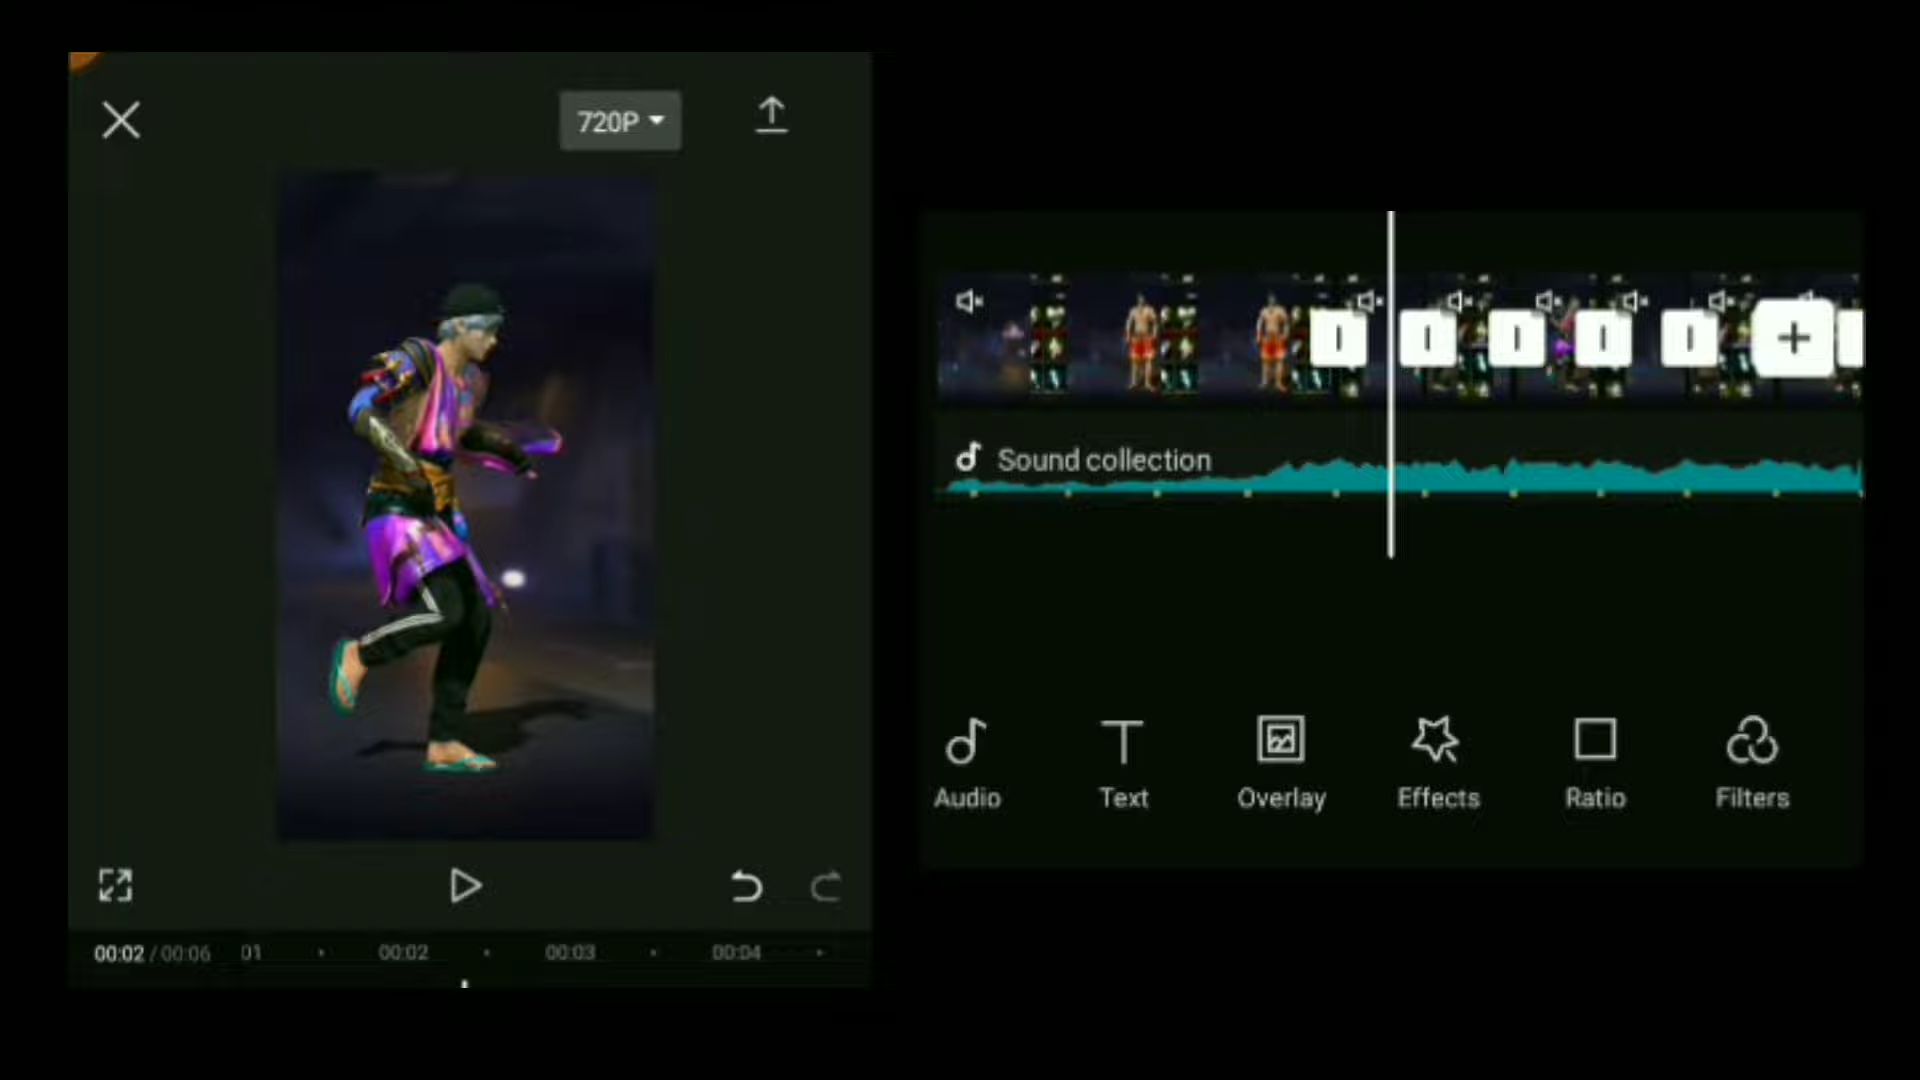 720P
00:02 / 00:06 01 00:02 00:03 00:04
Sound collection
Audio Text Overlay Effects Ratio Filters